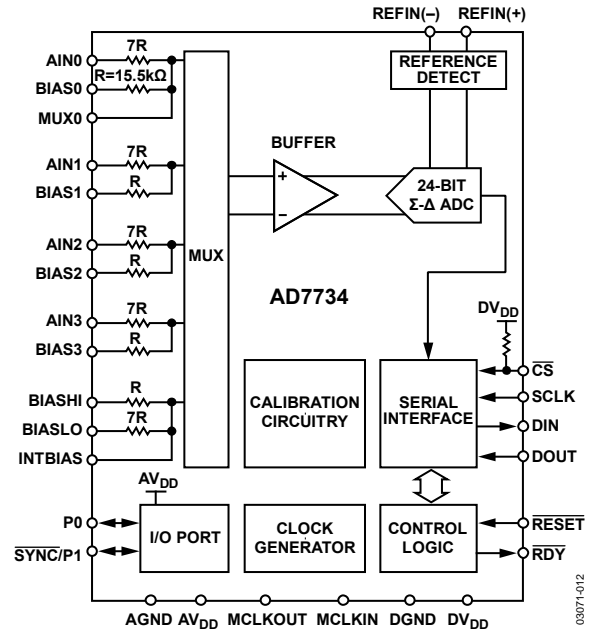 REFIN(–) REFIN(+)
AIN0
7R
R=15.5kΩ
BIAS0
MUX0
REFERENCE
DETECT
BUFFER
AIN1
7R
BIAS1
R
+
–
24-BIT
Σ-Δ ADC
AIN2
7R
BIAS2
R
MUX
AD7734
AIN3
7R
BIAS3
R
DVDD
BIASHI
R
BIASLO
7R
INTBIAS
CALIBRATION
CIRCUITRY
SERIAL
INTERFACE
CS
SCLK
DIN
DOUT
AVDD
P0
SYNC/P1
I/O PORT
CLOCK
GENERATOR
CONTROL
LOGIC
RESET
RDY
AGND AVDD MCLKOUT MCLKIN DGND DVDD
03071-012